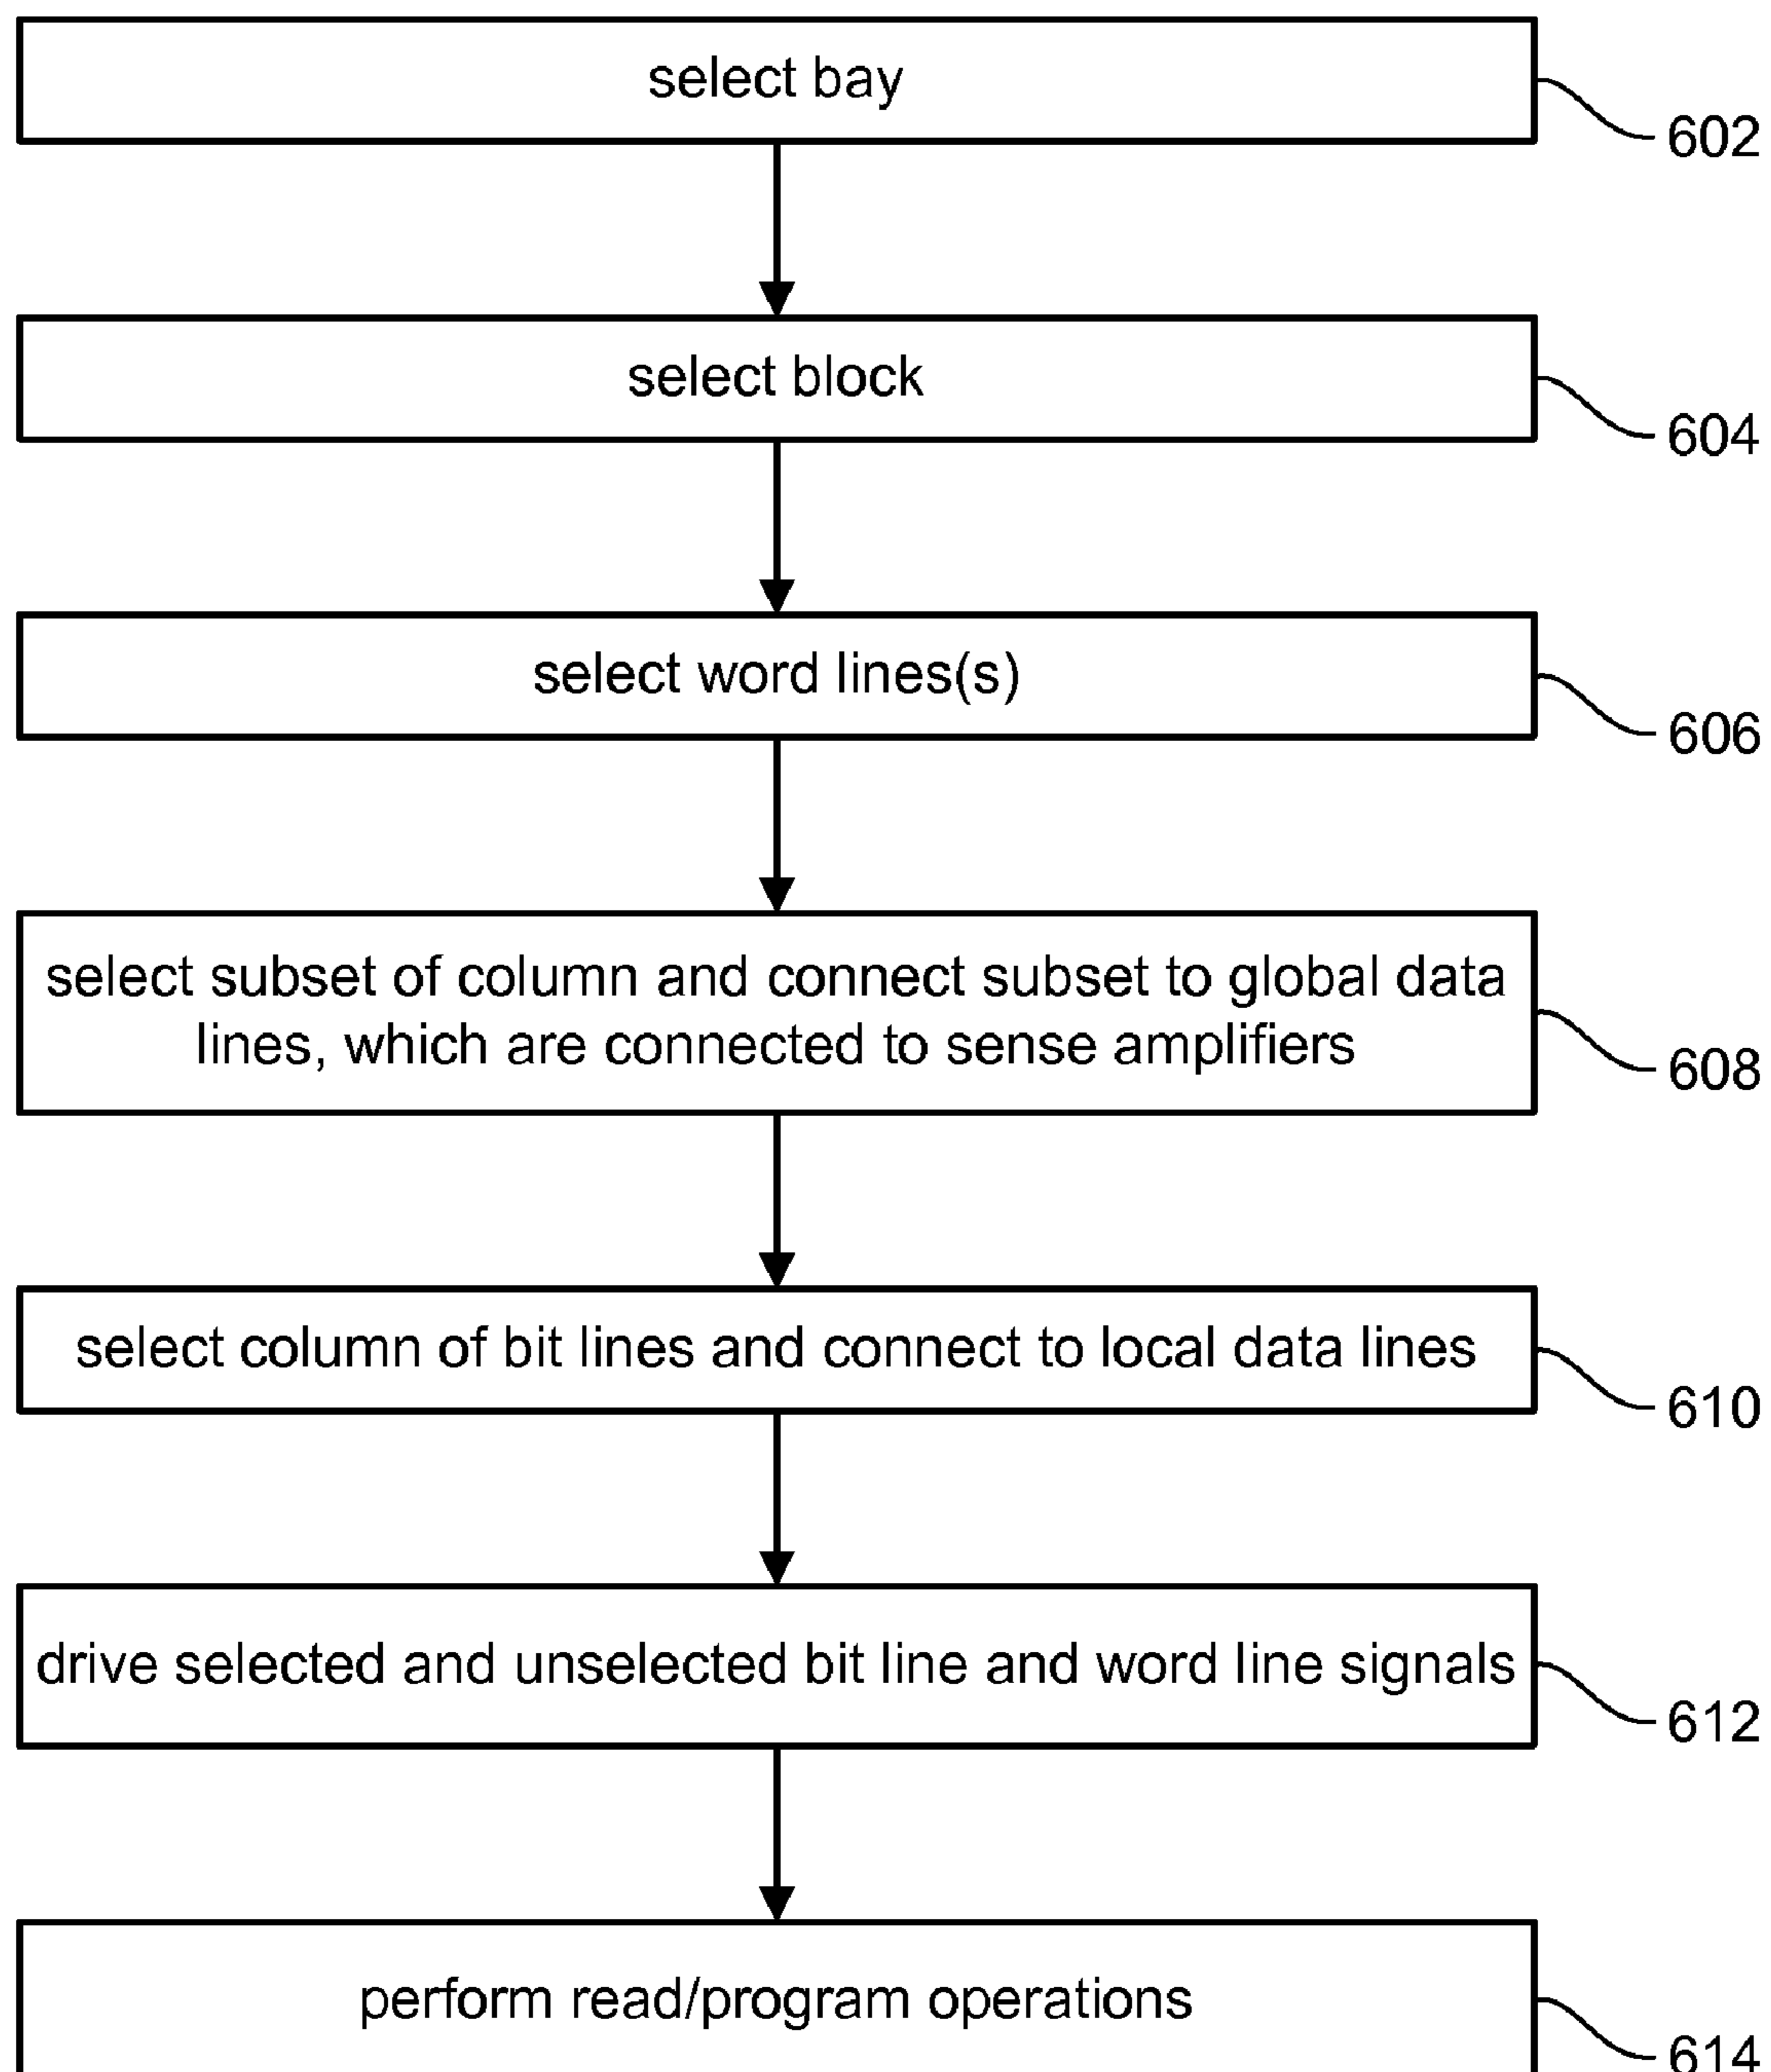 select bay
602
select block
604
select word lines(s)
606
select subset of column and connect subset to global data
lines, which are connected to sense amplifiers
608
select column of bit lines and connect to local data lines
610
drive selected and unselected bit line and word line signals
612
perform read/program operations
614